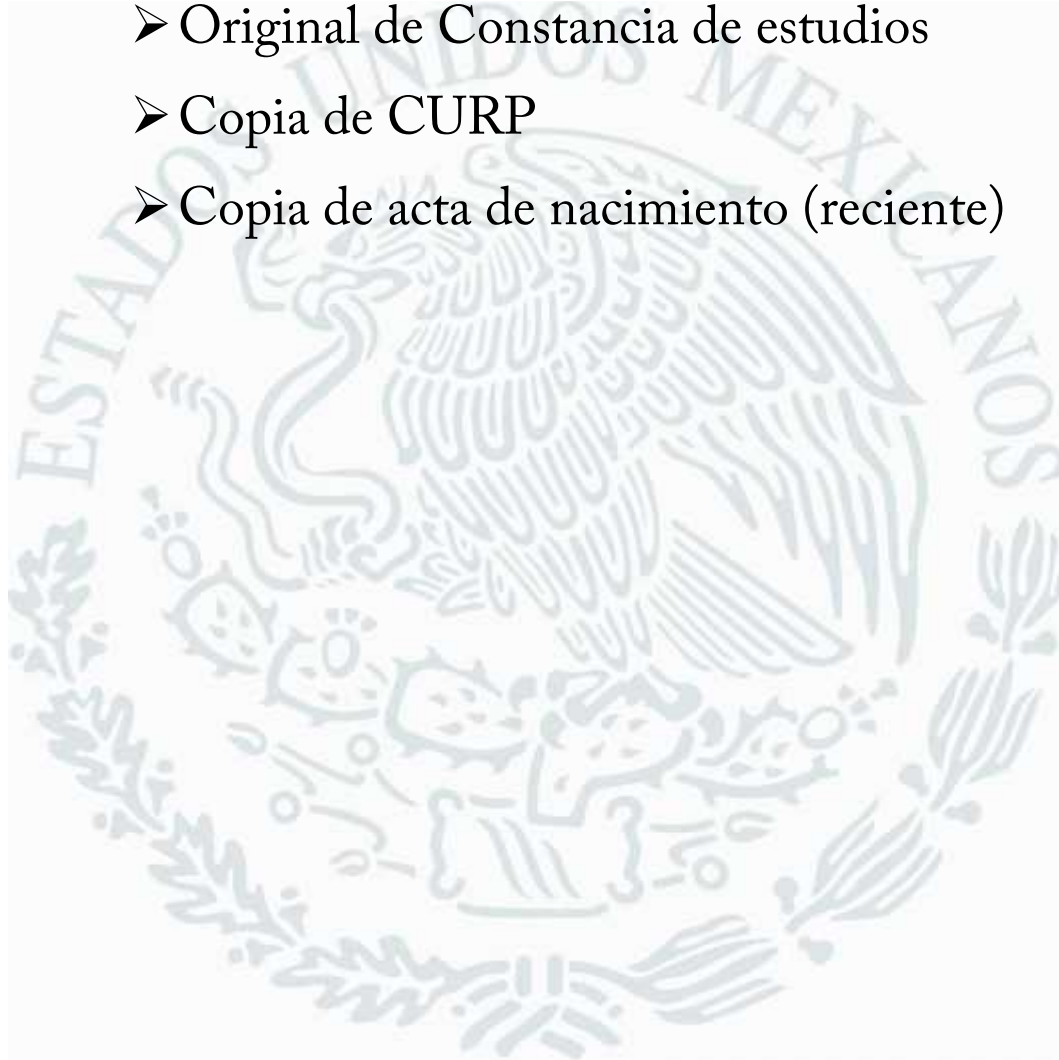 ➢ Original de Constancia de estudios
➢ Copia de CURP
➢ Copia de acta de nacimiento (reciente)
ESTADOS UNIDOS MEXICANOS